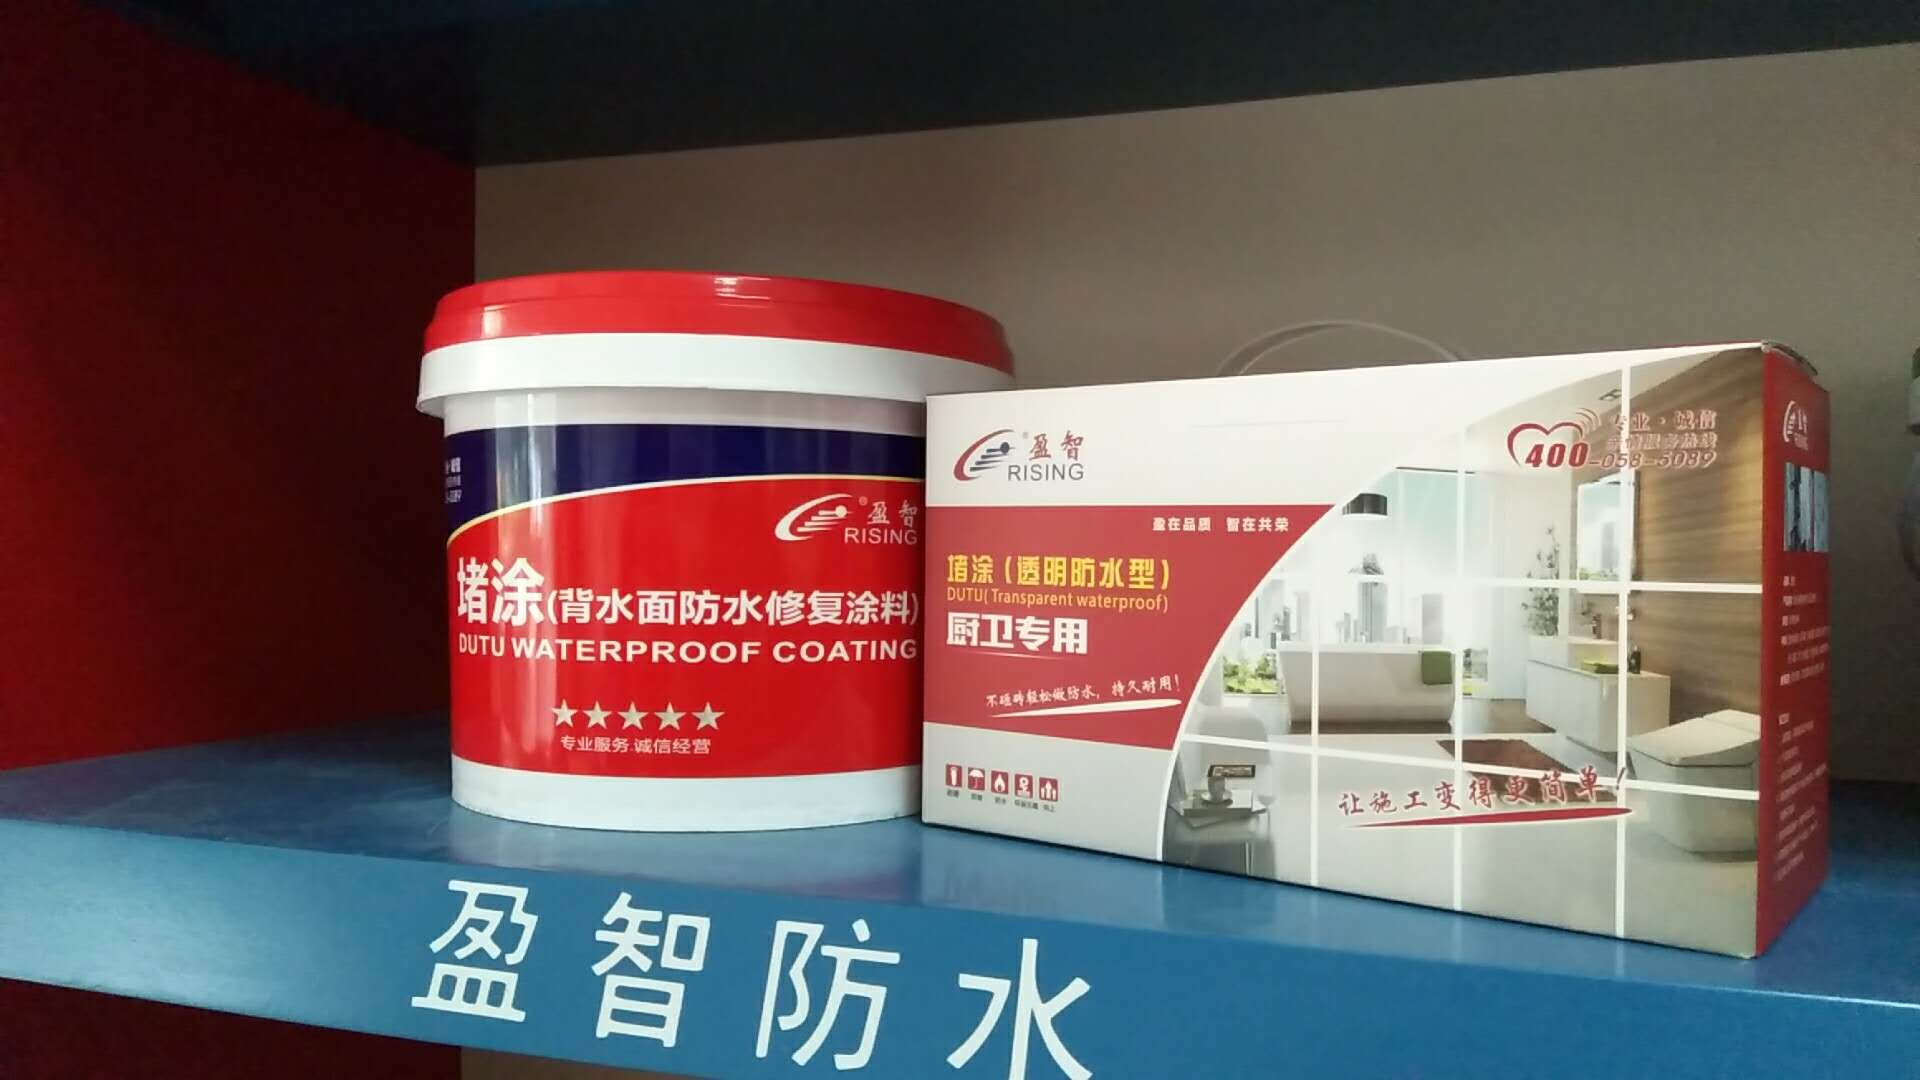 盈智
RISING
堵涂(背水面防水修复涂料)
DUTU WATERPROOF COATING
专业服务.诚信经营
盈智
RISING
专业·诚信
400-058-5089
盈在品质 智在共荣
堵涂(透明防水型)
DUTU(Transparent waterproof)
厨卫专用
不砸砖轻松做防水,持久耐用!
让施工变得更简单!
盈智
RISING
盈智防水